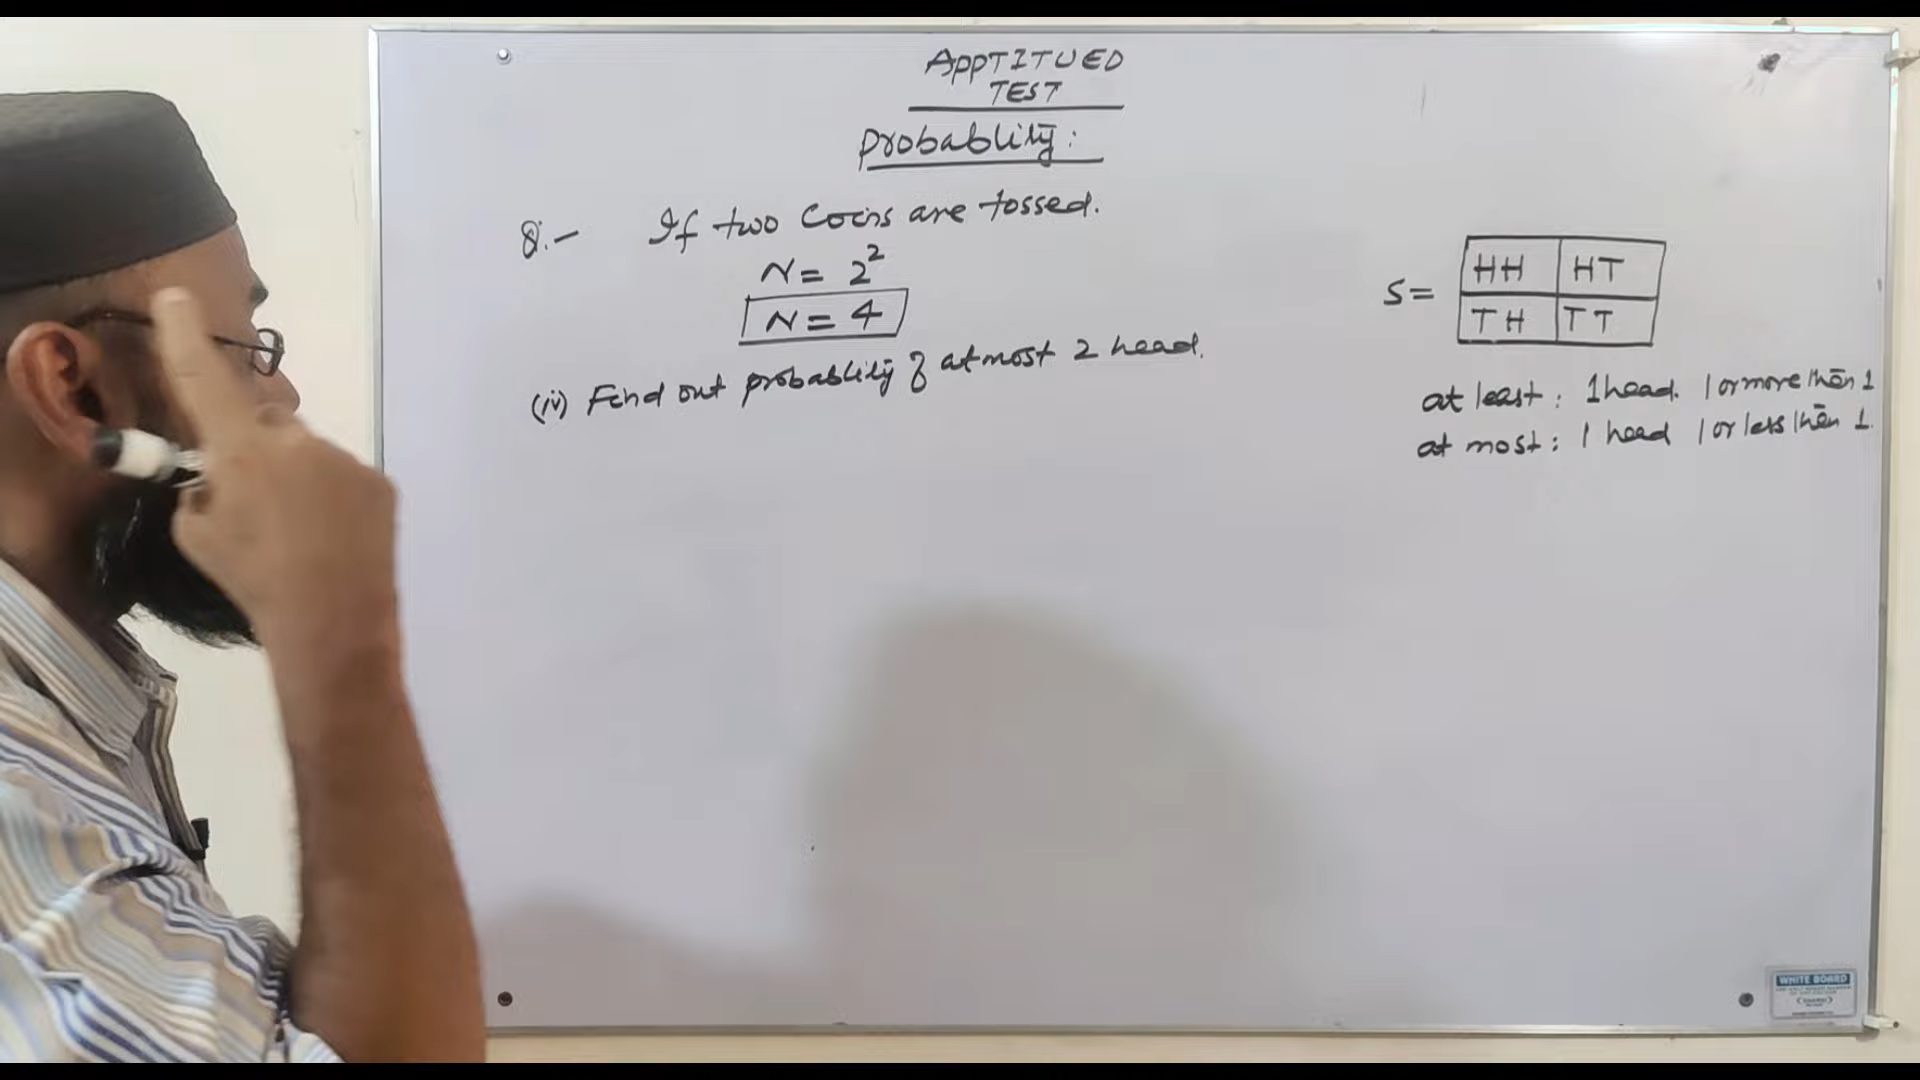 APPTITUED
TEST
Probablity:
Q:- If two Coins are tossed.
N = 2²
N = 4
(iv) Find out probablity of atmost 2 head.
S =
HH HT
TH TT
at least: 1 head. 1 or more then 1
at most: 1 head 1 or less then 1.
WHITE BOARD